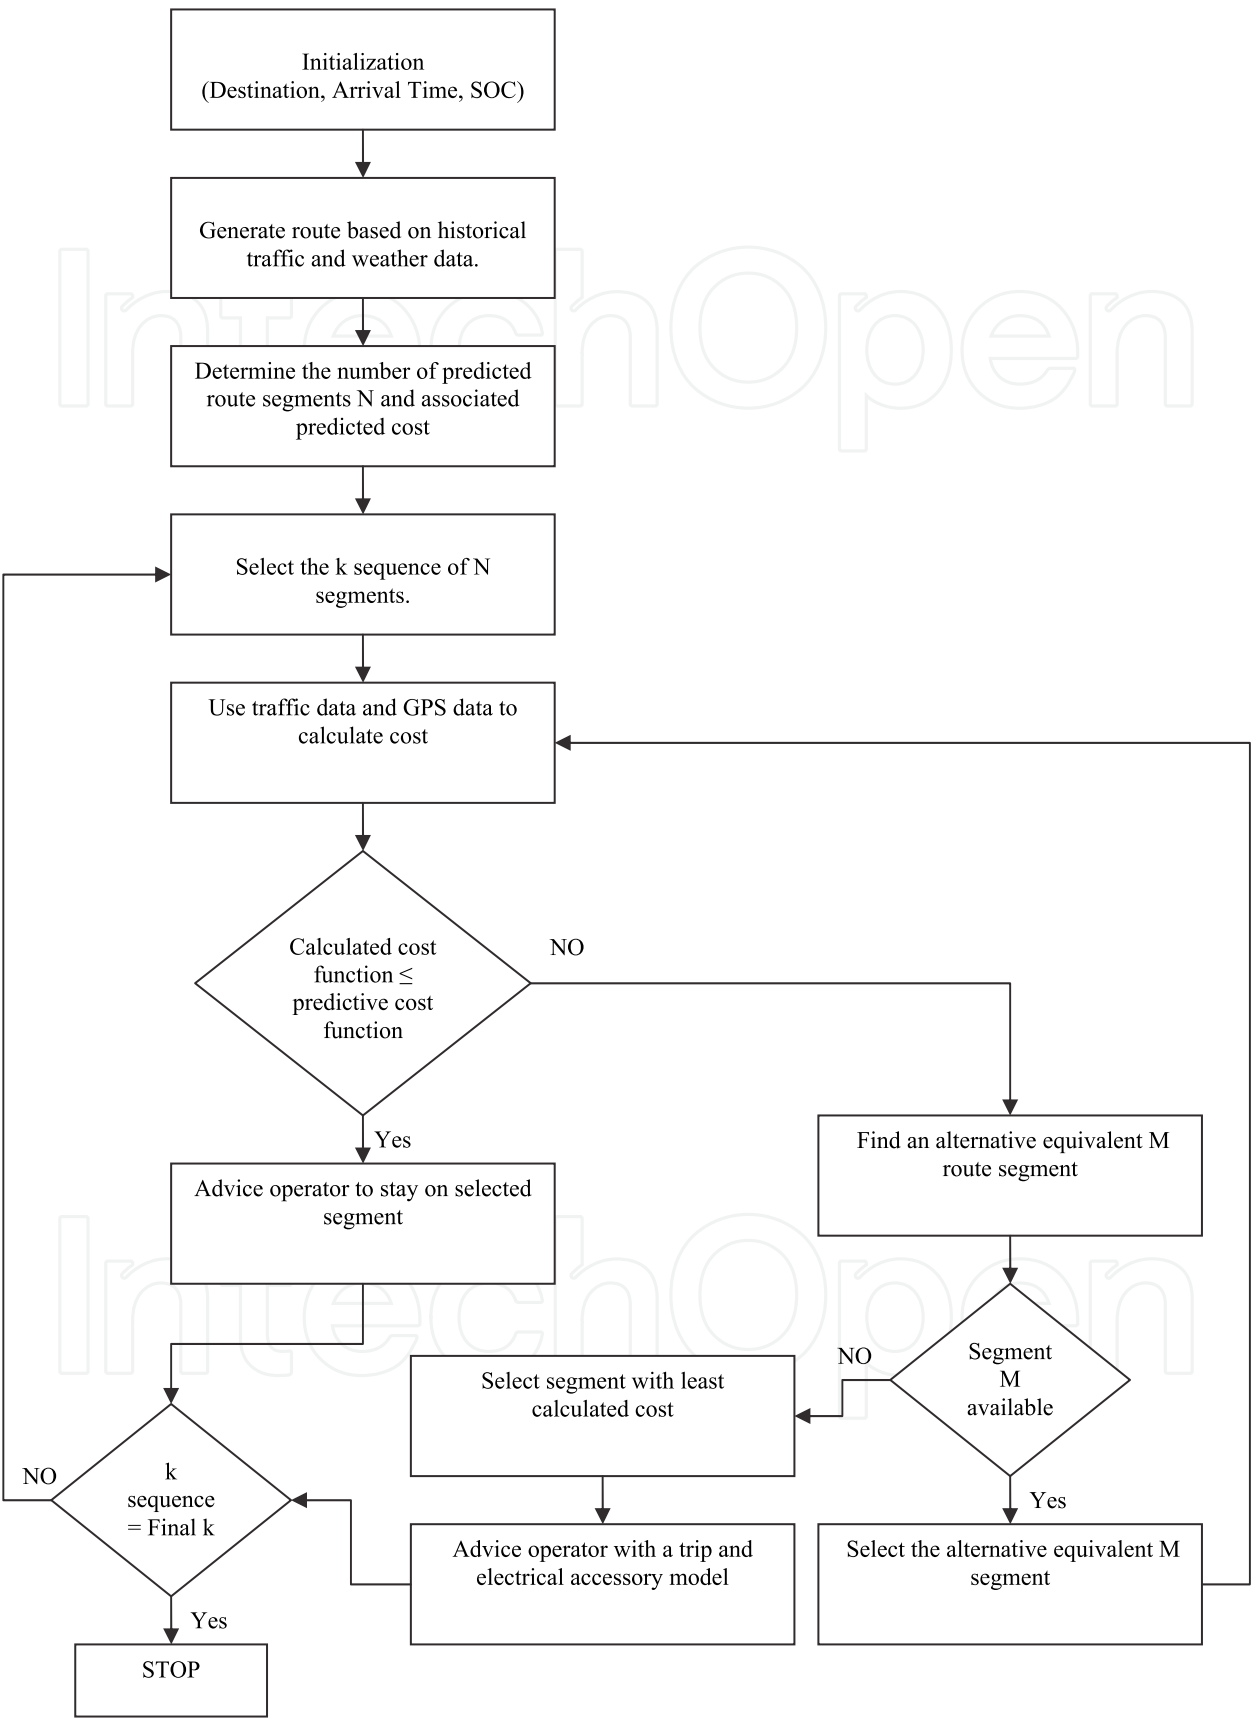 Initialization
(Destination, Arrival Time, SOC)
Generate route based on historical
traffic and weather data.
IntechOpen
Determine the number of predicted
route segments N and associated
predicted cost
Select the k sequence of N
segments.
Use traffic data and GPS data to
calculate cost
Calculated cost
function ≤
predictive cost
function
NO
Yes
Advice operator to stay on selected
segment
Find an alternative equivalent M
route segment
IntechOpen
Segment
M
available
NO
Select segment with least
calculated cost
Yes
k
sequence
= Final k
NO
Advice operator with a trip and
electrical accessory model
Select the alternative equivalent M
segment
Yes
STOP